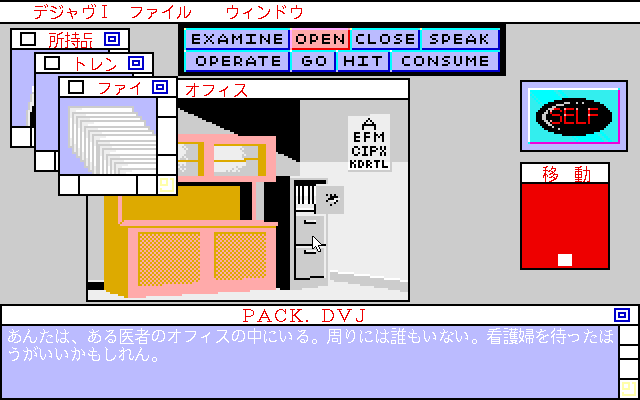 デジャヴI ファイル ウィンドウ
所持品
トレン
ファイ
オフィス
EXAMINE OPEN CLOSE SPEAK
OPERATE GO HIT CONSUME
A
EFM
CIPX
KDRTL
SELF
移 動
PACK. DVJ
あんたは、ある医者のオフィスの中にいる。周りには誰もいない。看護婦を待ったほ
うがいいかもしれん。